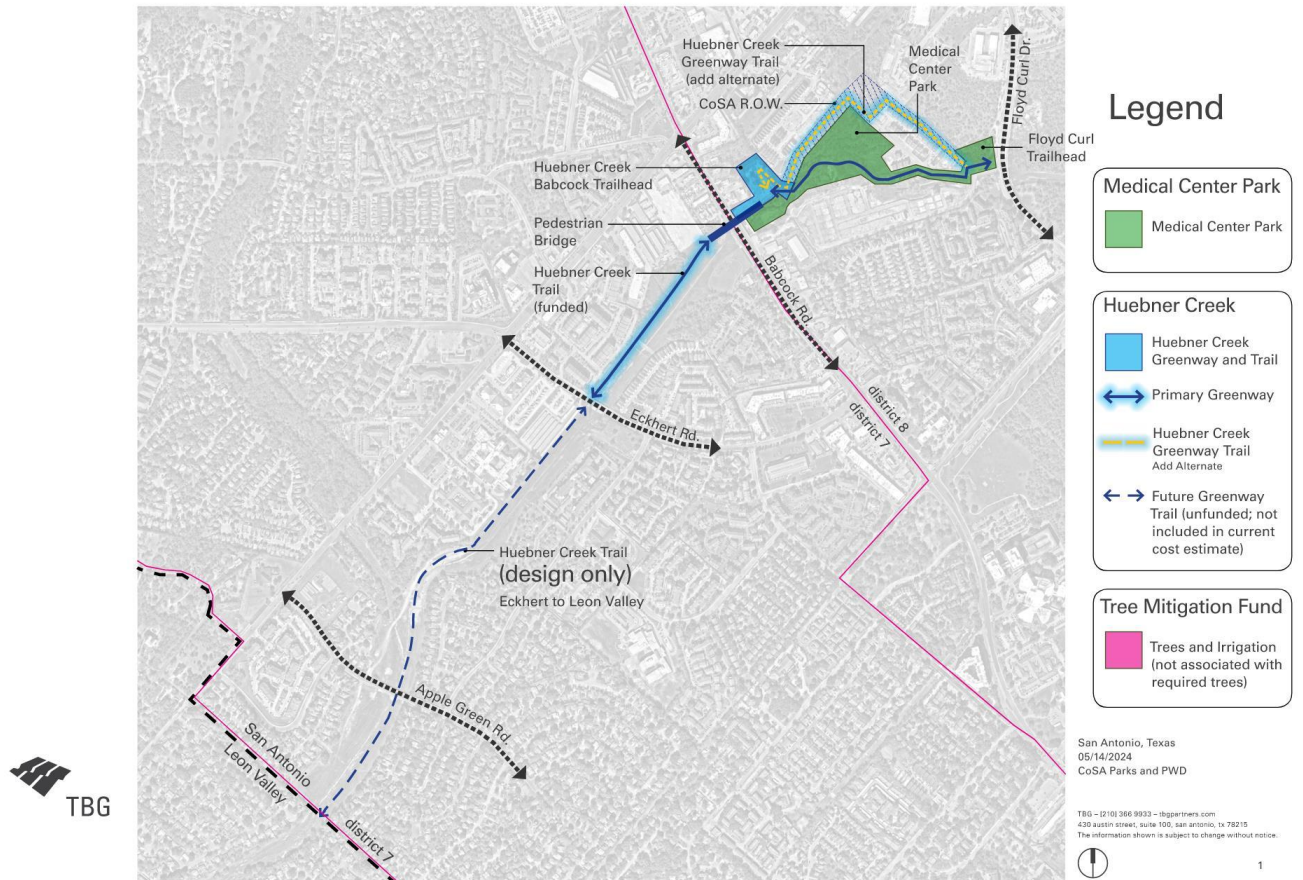 Huebner Creek
Greenway Trail
(add alternate)
CoSA R.O.W.
Medical
Center
Park
Floyd Curl Dr.
Floyd Curl
Trailhead
Huebner Creek
Babcock Trailhead
Pedestrian
Bridge
Huebner Creek
Trail
(funded)
Babcock Rd.
Eckhert Rd.
district 8
district 7
Huebner Creek Trail
(design only)
Eckhert to Leon Valley
Apple Green Rd.
San Antonio
Leon Valley
district 7
TBG
Legend
Medical Center Park
Medical Center Park
Huebner Creek
Huebner Creek
Greenway and Trail
Primary Greenway
Huebner Creek
Greenway Trail
Add Alternate
Future Greenway
Trail (unfunded; not
included in current
cost estimate)
Tree Mitigation Fund
Trees and Irrigation
(not associated with
required trees)
San Antonio, Texas
05/14/2024
CoSA Parks and PWD
TBG – [210] 366 9933 – tbgpartners.com
430 austin street, suite 100, san antonio, tx 78215
The information shown is subject to change without notice.
1